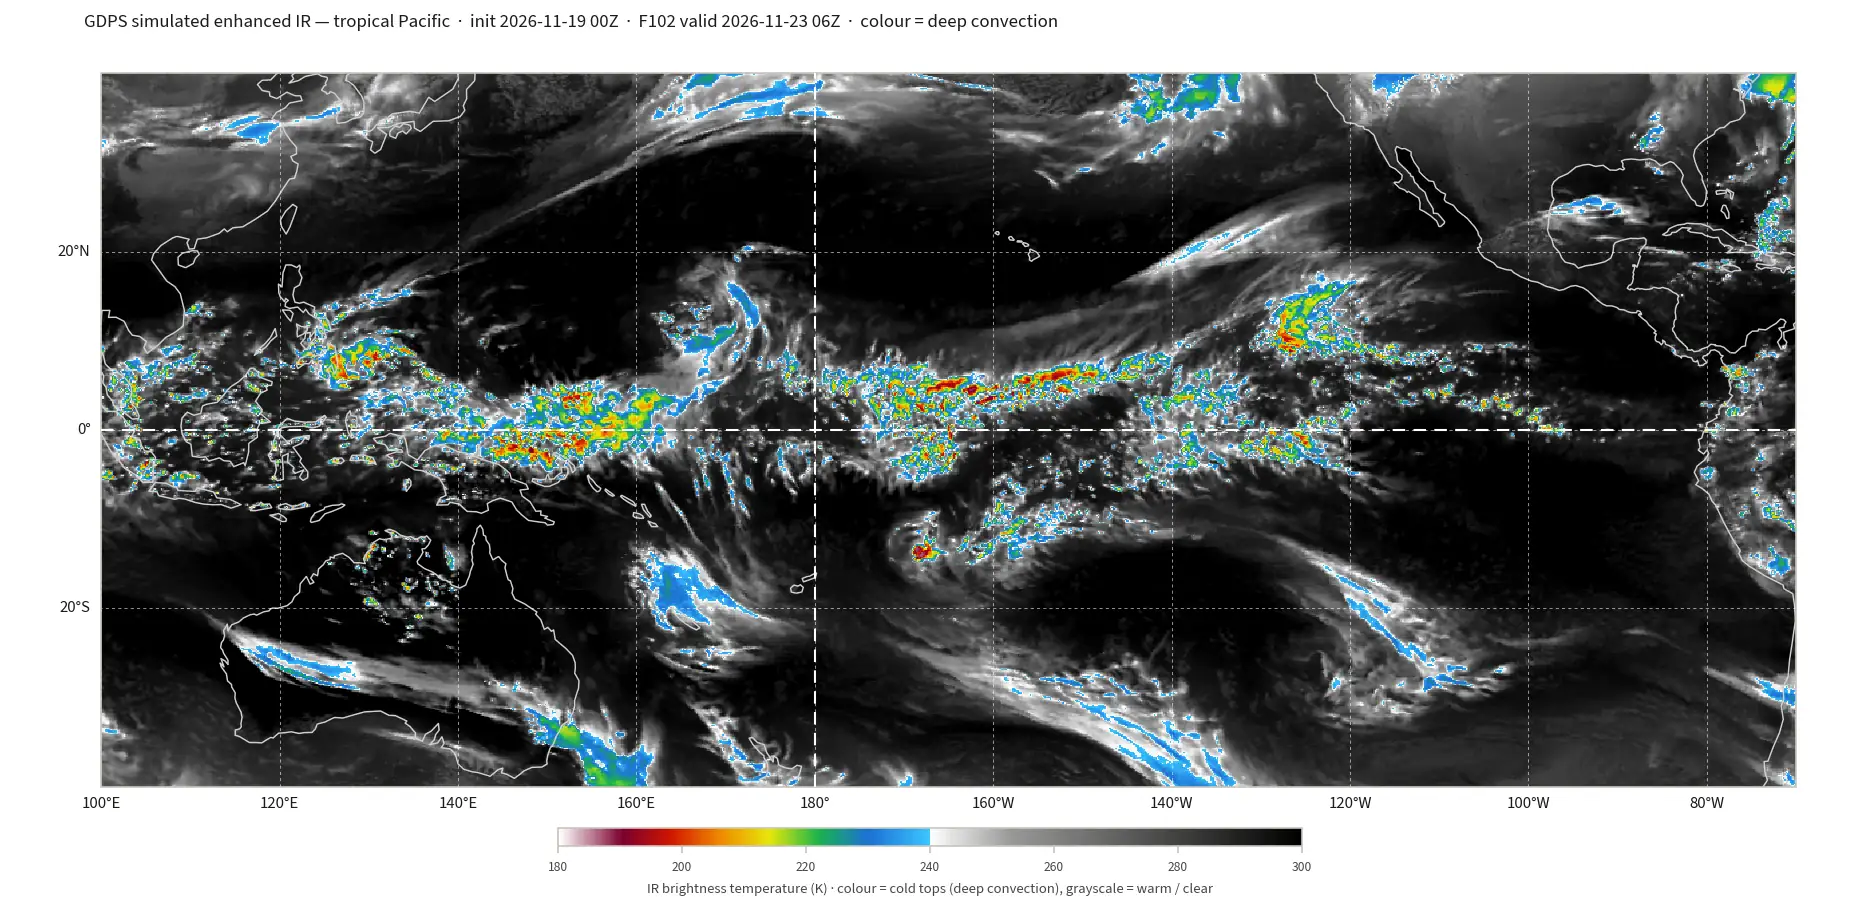 GDPS simulated enhanced IR — tropical Pacific · init 2026-11-19 00Z · F102 valid 2026-11-23 06Z · colour = deep convection
20°N
0°
20°S
100°E 120°E 140°E 160°E 180° 160°W 140°W 120°W 100°W 80°W
180 200 220 240 260 280 300
IR brightness temperature (K) · colour = cold tops (deep convection), grayscale = warm / clear